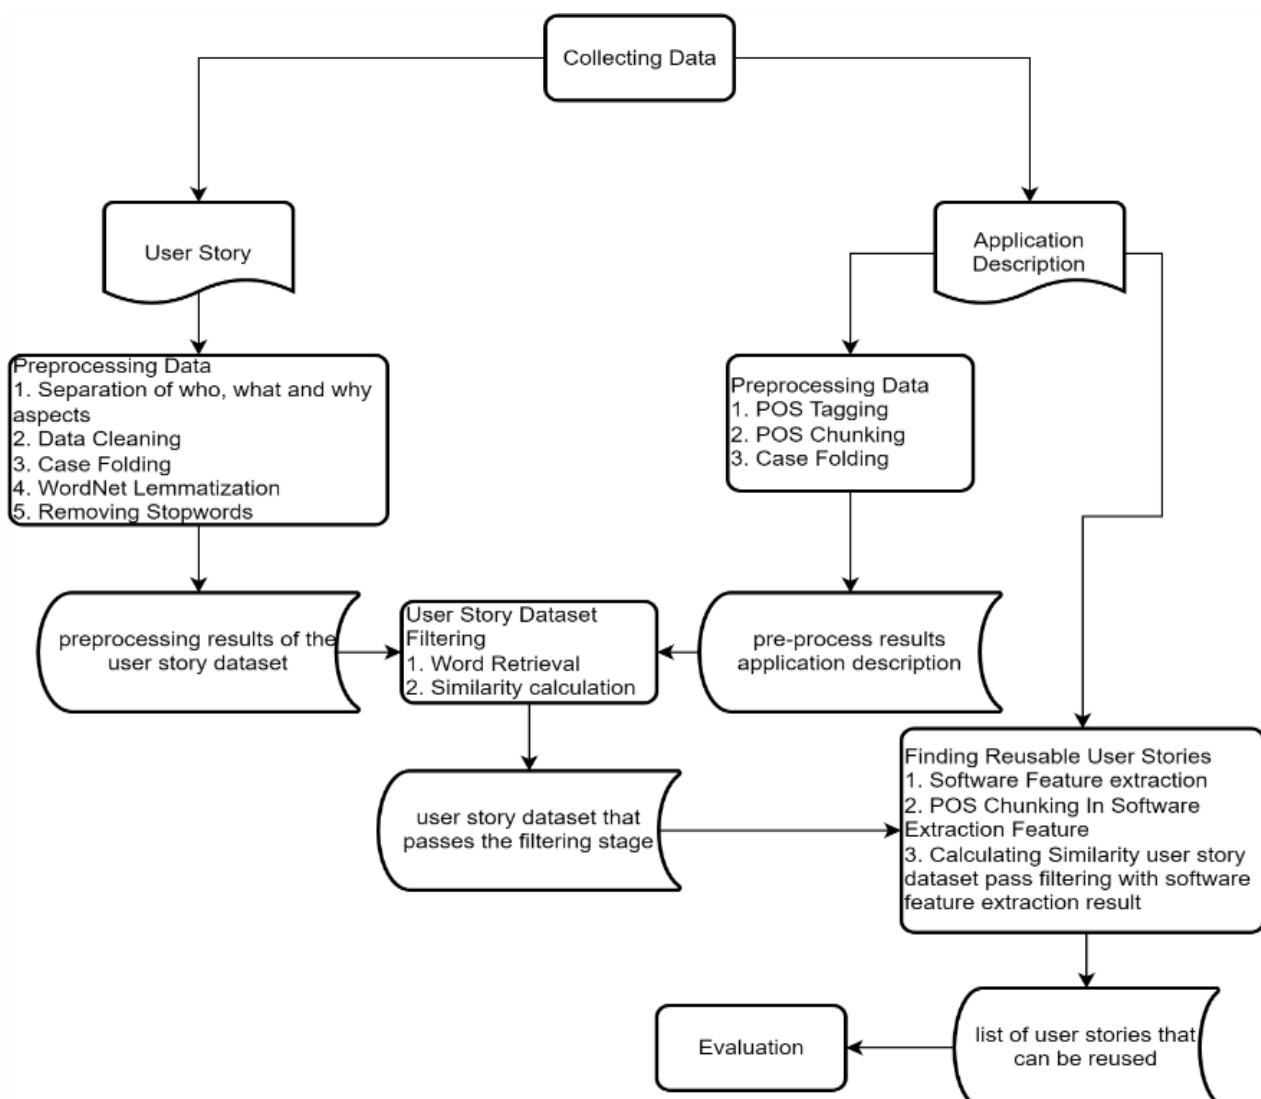 Collecting Data
User Story
Application
Description
Preprocessing Data
1. Separation of who, what and why
aspects
2. Data Cleaning
3. Case Folding
4. WordNet Lemmatization
5. Removing Stopwords
Preprocessing Data
1. POS Tagging
2. POS Chunking
3. Case Folding
preprocessing results of the
user story dataset
User Story Dataset
Filtering
1. Word Retrieval
2. Similarity calculation
pre-process results
application description
user story dataset that
passes the filtering stage
Finding Reusable User Stories
1. Software Feature extraction
2. POS Chunking In Software
Extraction Feature
3. Calculating Similarity user story
dataset pass filtering with software
feature extraction result
Evaluation
list of user stories that
can be reused